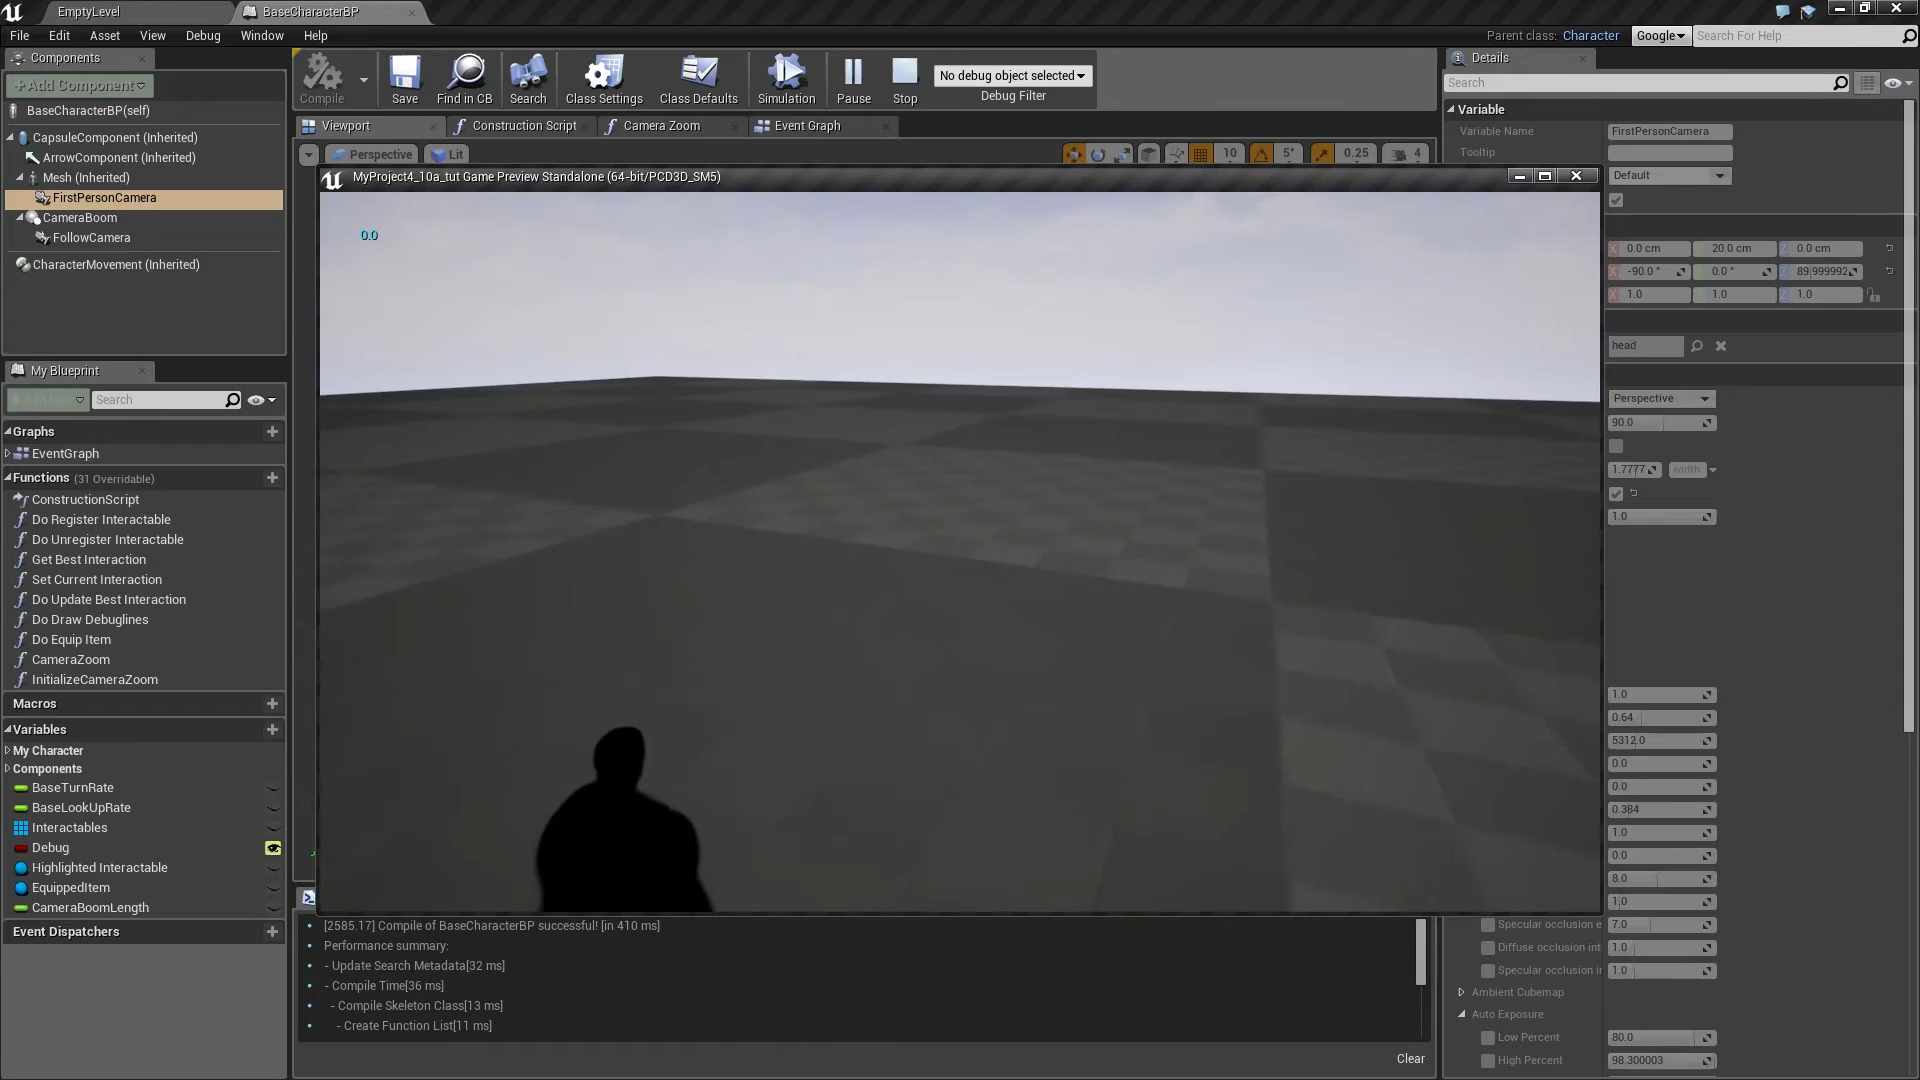 EmptyLevel
BaseCharacterBP
File Edit Asset View Debug Window Help
Parent class: Character
Google
Search For Help
Components
+Add Component
BaseCharacterBP(self)
CapsuleComponent (Inherited)
ArrowComponent (Inherited)
Mesh (Inherited)
FirstPersonCamera
CameraBoom
FollowCamera
CharacterMovement (Inherited)
My Blueprint
Search
Graphs
EventGraph
Functions (31 Overridable)
ConstructionScript
Do Register Interactable
Do Unregister Interactable
Get Best Interaction
Set Current Interaction
Do Update Best Interaction
Do Draw Debuglines
Do Equip Item
CameraZoom
InitializeCameraZoom
Macros
Variables
My Character
Components
BaseTurnRate
BaseLookUpRate
Interactables
Debug
Highlighted Interactable
EquippedItem
CameraBoomLength
Event Dispatchers
Compile
Save
Find in CB
Search
Class Settings
Class Defaults
Simulation
Pause
Stop
No debug object selected
Debug Filter
Viewport
Construction Script
Camera Zoom
Event Graph
Perspective
Lit
10
5°
0.25
4
MyProject4_10a_tut Game Preview Standalone (64-bit/PCD3D_SM5)
0.0
[2585.17] Compile of BaseCharacterBP successful! [in 410 ms]
Performance summary:
- Update Search Metadata[32 ms]
- Compile Time[36 ms]
- Compile Skeleton Class[13 ms]
- Create Function List[11 ms]
Clear
Details
Search
Variable
Variable Name FirstPersonCamera
Tooltip
Default
X 0.0 cm 20.0 cm Z 0.0 cm
X -90.0 ° 0.0 ° Z 89.999992
X 1.0 1.0 Z 1.0
head
Perspective
90.0
1.7777 width
1.0
1.0
0.64
5312.0
0.0
0.0
0.384
1.0
0.0
8.0
1.0
Specular occlusion e 7.0
Diffuse occlusion int 1.0
Specular occlusion in 1.0
Ambient Cubemap
Auto Exposure
Low Percent 80.0
High Percent 98.300003